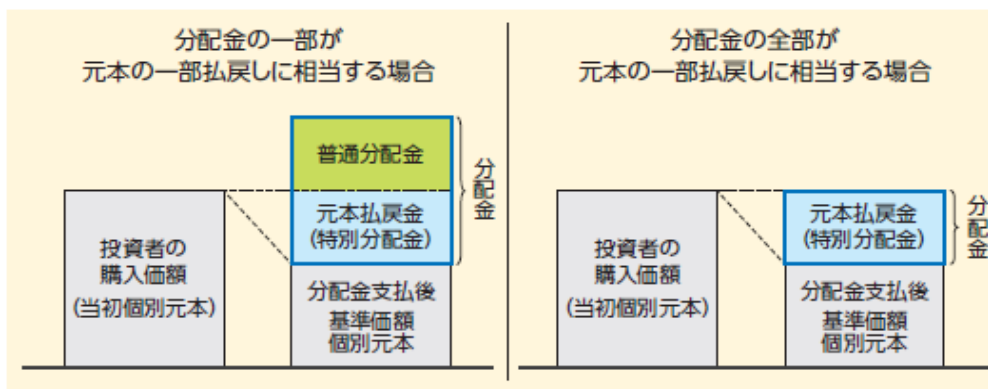 分配金の一部が
元本の一部払戻しに相当する場合
普通分配金
元本払戻金
(特別分配金)
分配金
投資者の
購入価額
(当初個別元本)
分配金支払後
基準価額
個別元本
分配金の全部が
元本の一部払戻しに相当する場合
元本払戻金
(特別分配金)
分配金
投資者の
購入価額
(当初個別元本)
分配金支払後
基準価額
個別元本